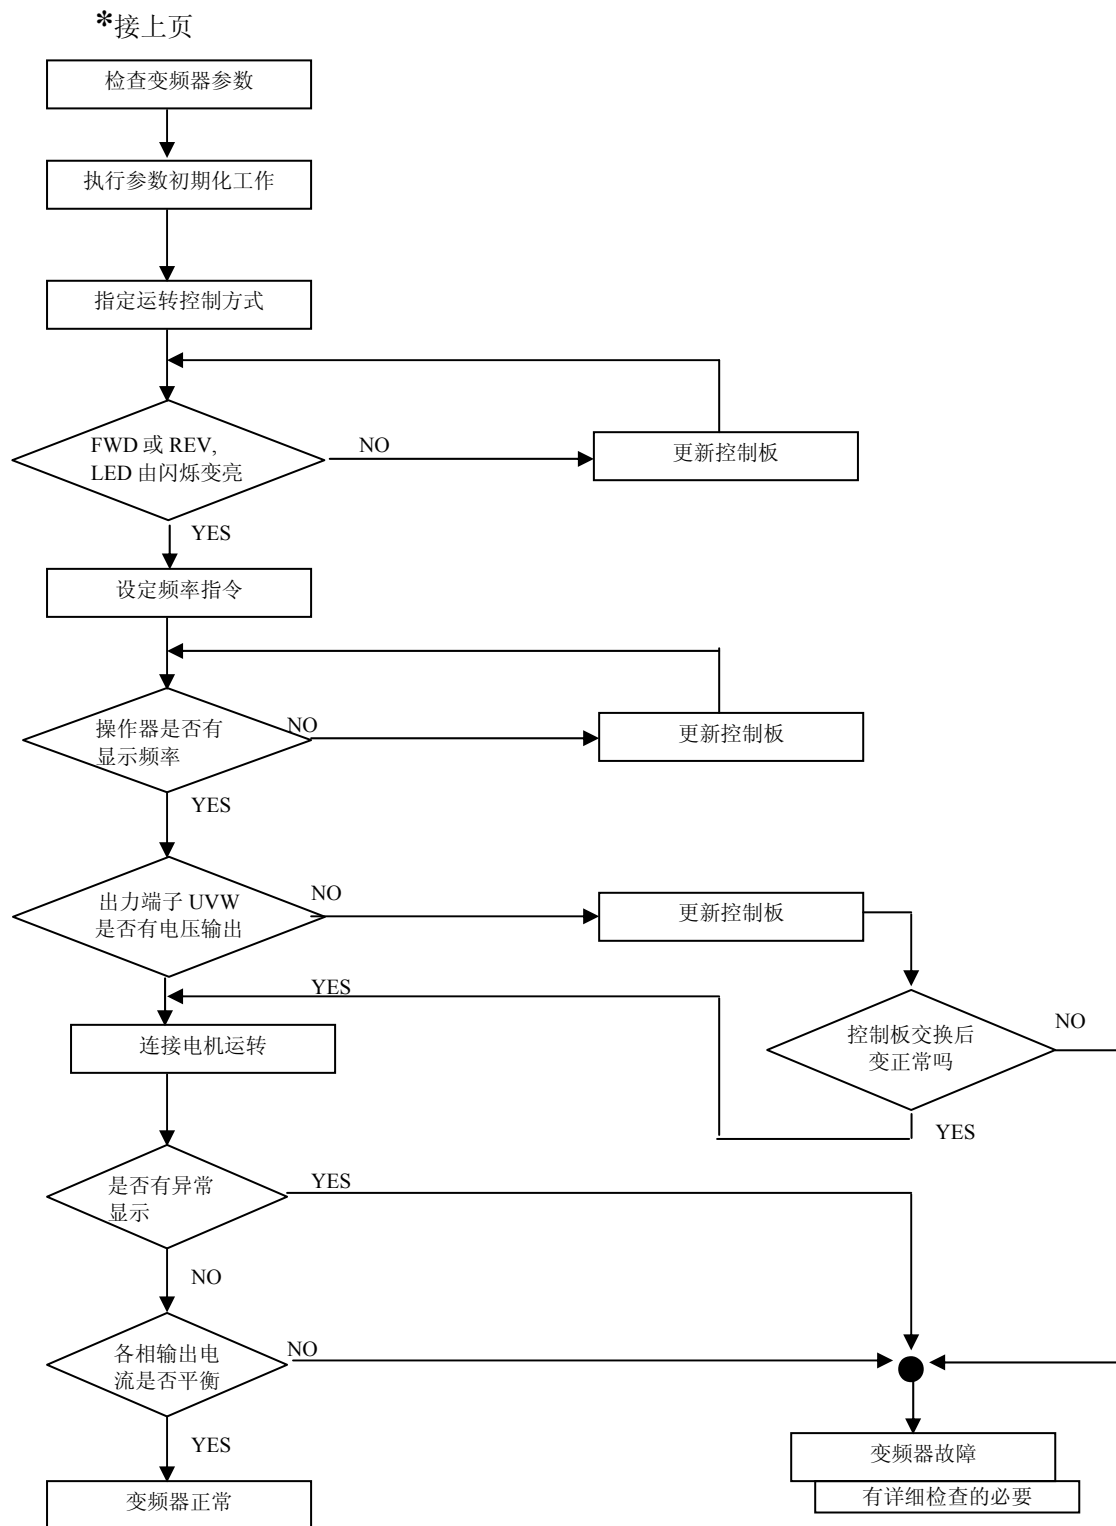 *接上页
检查变频器参数
执行参数初期化工作
指定运转控制方式
FWD 或 REV,
LED 由闪烁变亮
NO
更新控制板
YES
设定频率指令
操作器是否有
显示频率
NO
更新控制板
YES
出力端子 UVW
是否有电压输出
NO
更新控制板
YES
控制板交换后
变正常吗
NO
YES
连接电机运转
是否有异常
显示
YES
NO
各相输出电
流是否平衡
NO
YES
变频器正常
变频器故障
有详细检查的必要